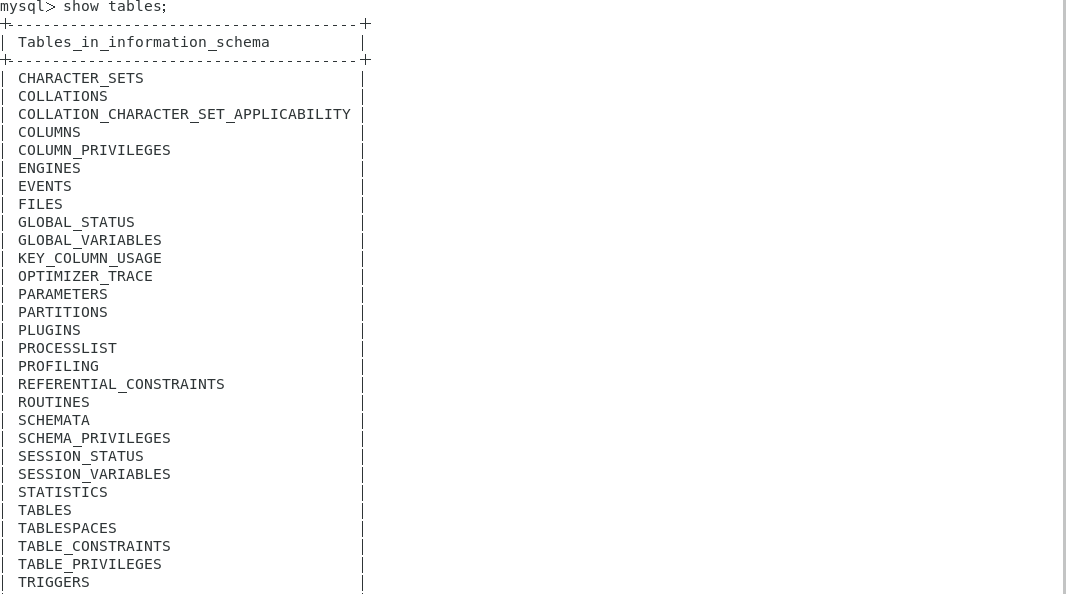 mysql> show tables;
+---------------------------------------+
| Tables_in_information_schema          |
+---------------------------------------+
| CHARACTER_SETS                        |
| COLLATIONS                            |
| COLLATION_CHARACTER_SET_APPLICABILITY |
| COLUMNS                               |
| COLUMN_PRIVILEGES                     |
| ENGINES                               |
| EVENTS                                |
| FILES                                 |
| GLOBAL_STATUS                         |
| GLOBAL_VARIABLES                      |
| KEY_COLUMN_USAGE                      |
| OPTIMIZER_TRACE                       |
| PARAMETERS                            |
| PARTITIONS                            |
| PLUGINS                               |
| PROCESSLIST                           |
| PROFILING                             |
| REFERENTIAL_CONSTRAINTS               |
| ROUTINES                              |
| SCHEMATA                              |
| SCHEMA_PRIVILEGES                     |
| SESSION_STATUS                        |
| SESSION_VARIABLES                     |
| STATISTICS                            |
| TABLES                                |
| TABLESPACES                           |
| TABLE_CONSTRAINTS                     |
| TABLE_PRIVILEGES                      |
| TRIGGERS                              |